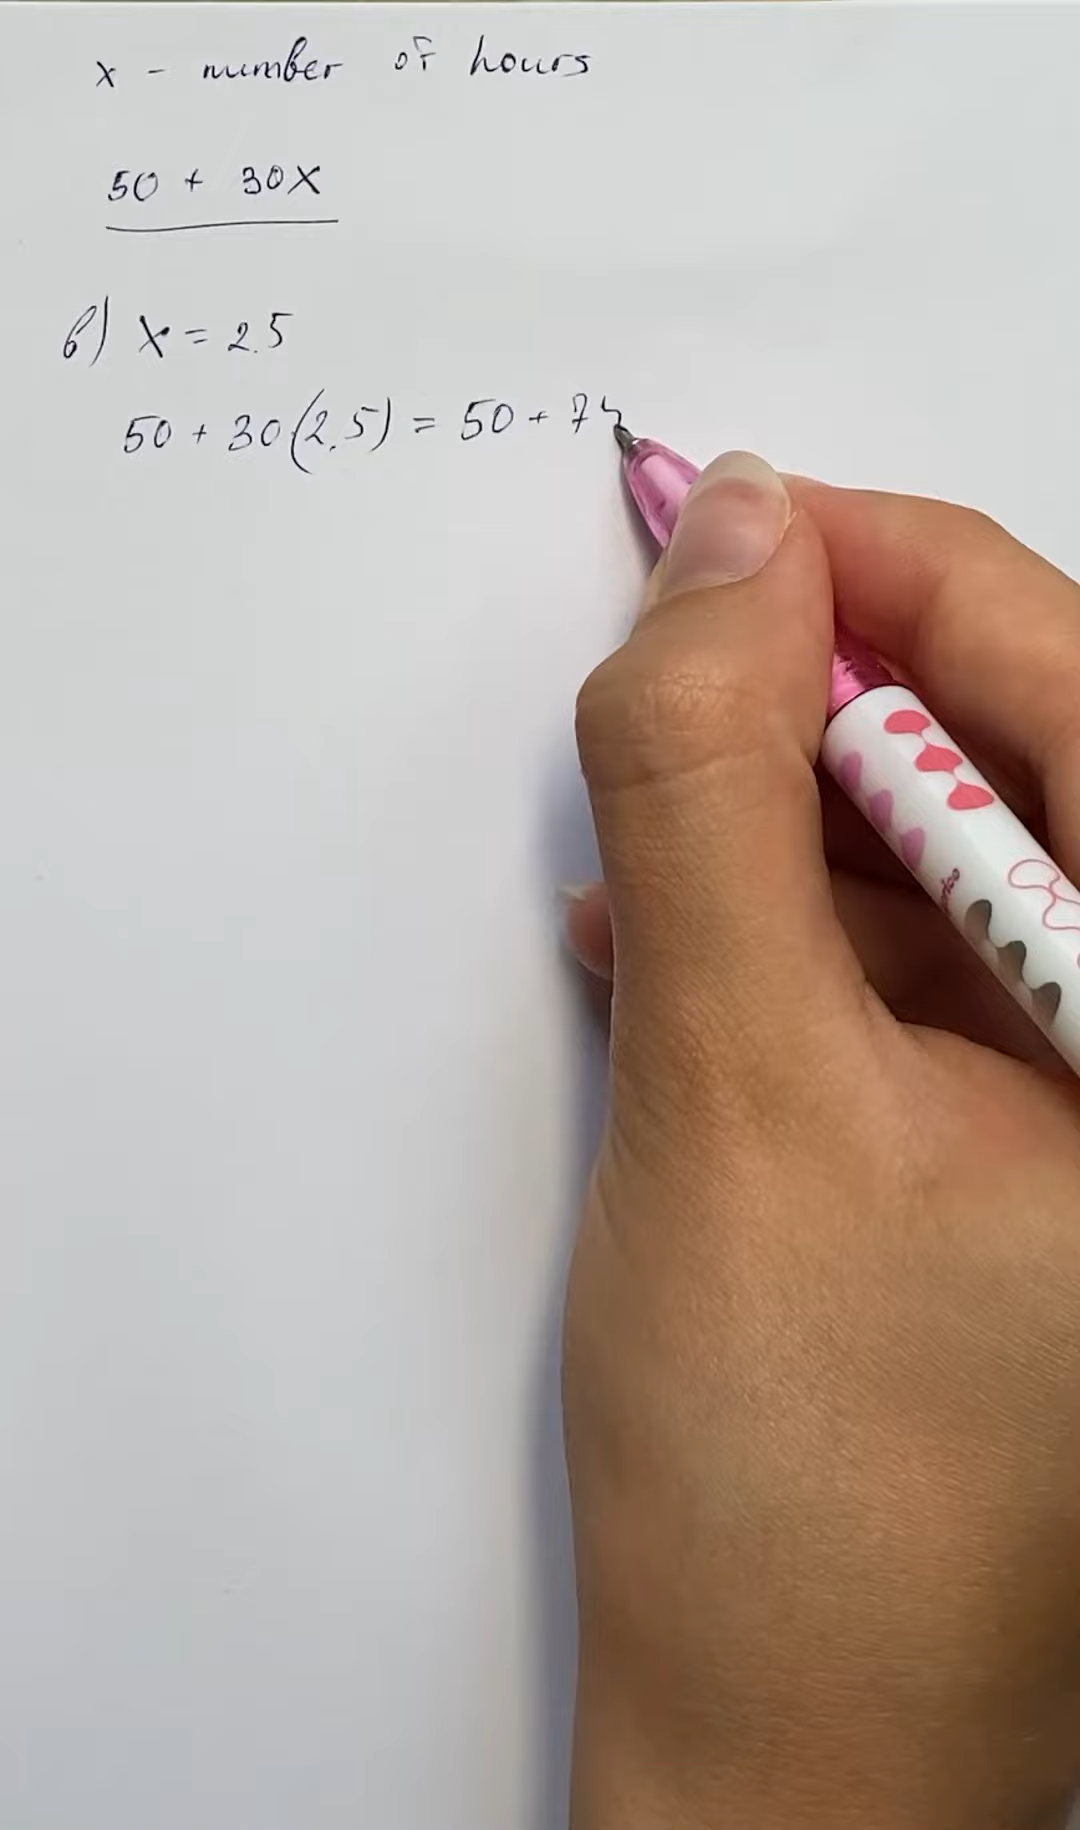 x - number of hours
50 + 30x
b) x = 2.5
50 + 30(2.5) = 50 + 7